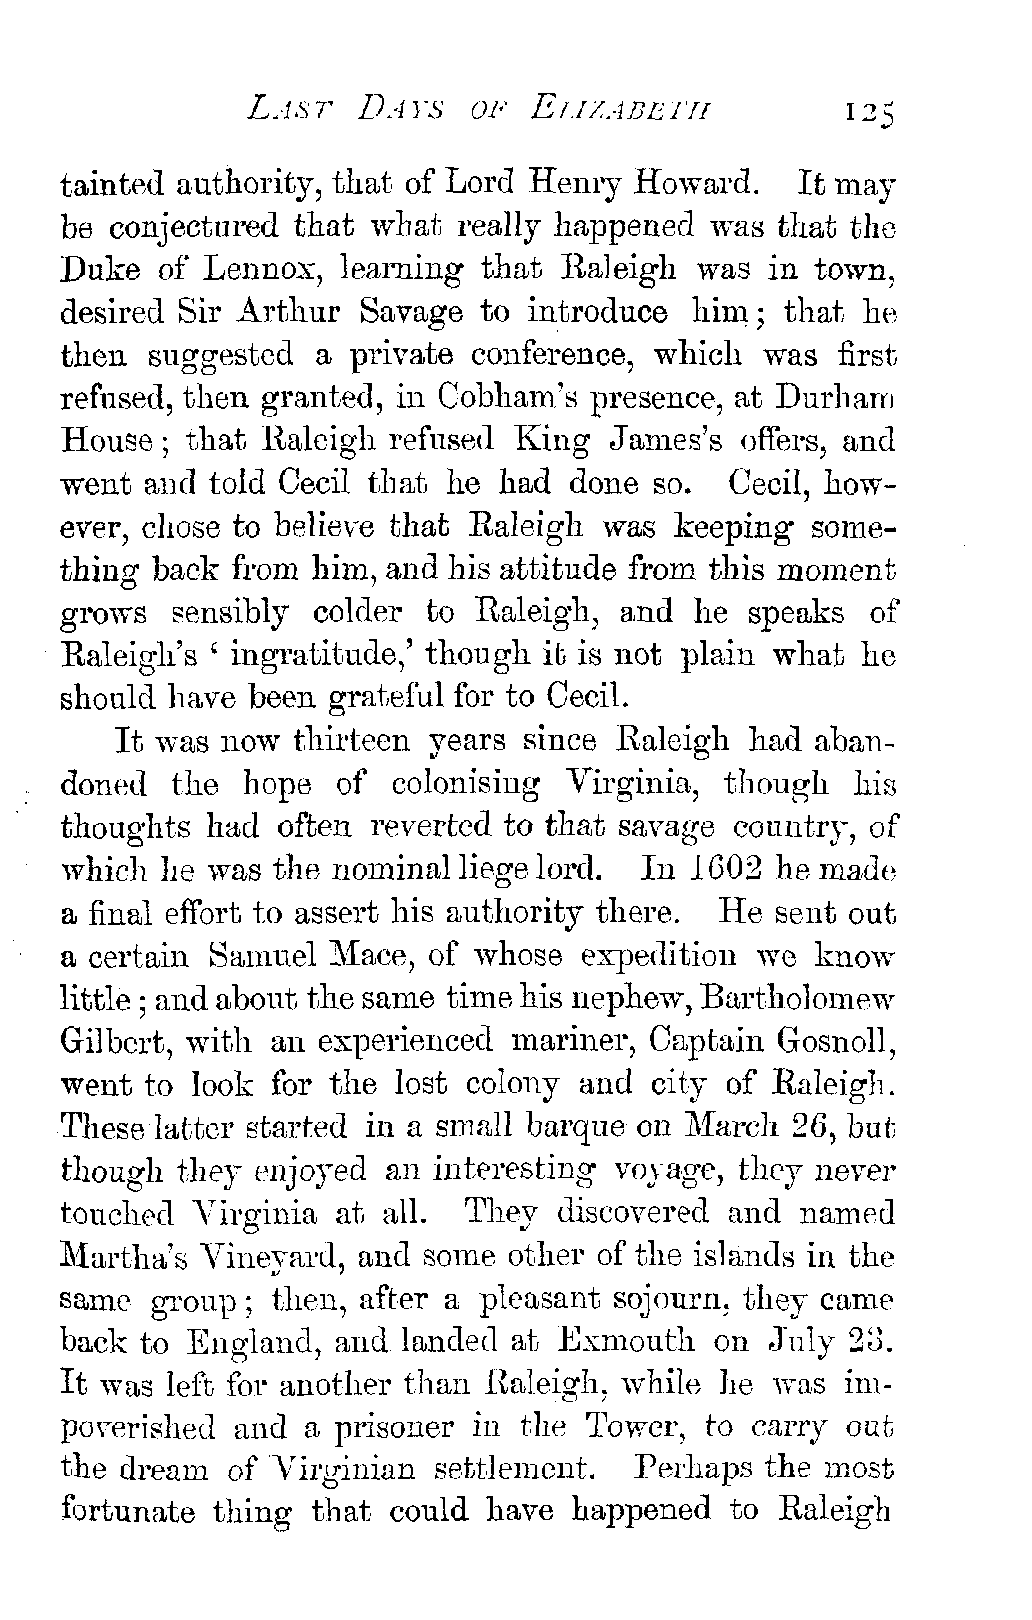 LAST DAYS OF ELIZABETH 125
tainted authority, that of Lord Henry Howard. It may
be conjectured that what really happened was that the
Duke of Lennox, learning that Raleigh was in town,
desired Sir Arthur Savage to introduce him; that he
then suggested a private conference, which was first
refused, then granted, in Cobham's presence, at Durham
House; that Raleigh refused King James's offers, and
went and told Cecil that he had done so. Cecil, how-
ever, chose to believe that Raleigh was keeping some-
thing back from him, and his attitude from this moment
grows sensibly colder to Raleigh, and he speaks of
Raleigh's ' ingratitude,' though it is not plain what he
should have been grateful for to Cecil.
It was now thirteen years since Raleigh had aban-
doned the hope of colonising Virginia, though his
thoughts had often reverted to that savage country, of
which he was the nominal liege lord. In 1602 he made
a final effort to assert his authority there. He sent out
a certain Samuel Mace, of whose expedition we know
little; and about the same time his nephew, Bartholomew
Gilbert, with an experienced mariner, Captain Gosnoll,
went to look for the lost colony and city of Raleigh.
These latter started in a small barque on March 26, but
though they enjoyed an interesting voyage, they never
touched Virginia at all. They discovered and named
Martha's Vineyard, and some other of the islands in the
same group; then, after a pleasant sojourn, they came
back to England, and landed at Exmouth on July 23.
It was left for another than Raleigh, while he was im-
poverished and a prisoner in the Tower, to carry out
the dream of Virginian settlement. Perhaps the most
fortunate thing that could have happened to Raleigh